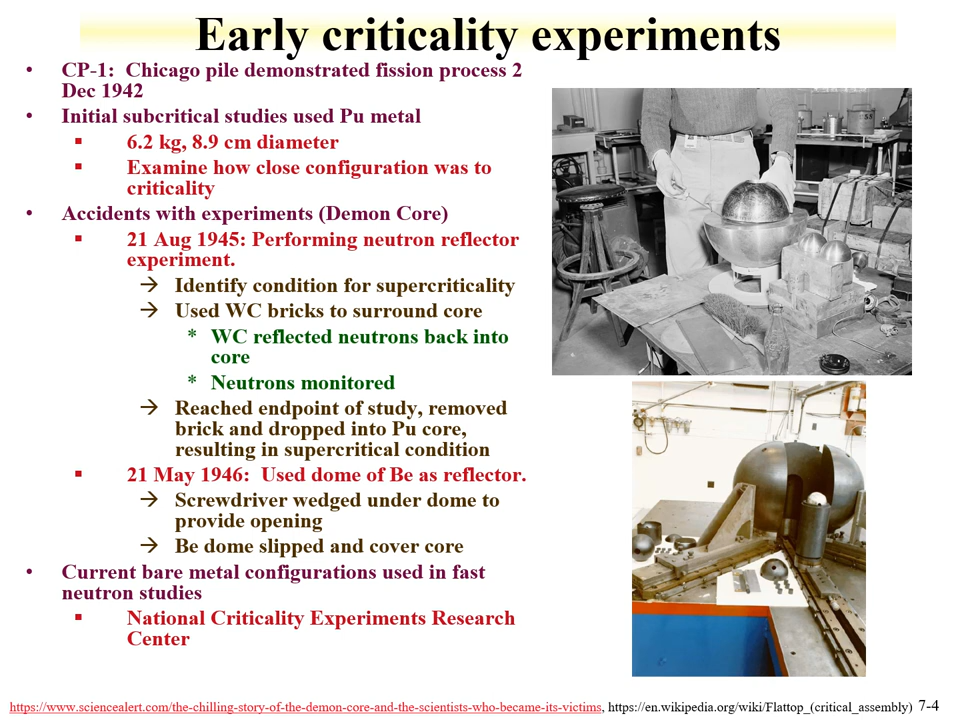 Early criticality experiments
• CP-1: Chicago pile demonstrated fission process 2
Dec 1942
• Initial subcritical studies used Pu metal
▪ 6.2 kg, 8.9 cm diameter
▪ Examine how close configuration was to
criticality
• Accidents with experiments (Demon Core)
▪ 21 Aug 1945: Performing neutron reflector
experiment.
→ Identify condition for supercriticality
→ Used WC bricks to surround core
* WC reflected neutrons back into
core
* Neutrons monitored
→ Reached endpoint of study, removed
brick and dropped into Pu core,
resulting in supercritical condition
▪ 21 May 1946: Used dome of Be as reflector.
→ Screwdriver wedged under dome to
provide opening
→ Be dome slipped and cover core
• Current bare metal configurations used in fast
neutron studies
▪ National Criticality Experiments Research
Center
https://www.sciencealert.com/the-chilling-story-of-the-demon-core-and-the-scientists-who-became-its-victims, https://en.wikipedia.org/wiki/Flattop_(critical_assembly) 7-4